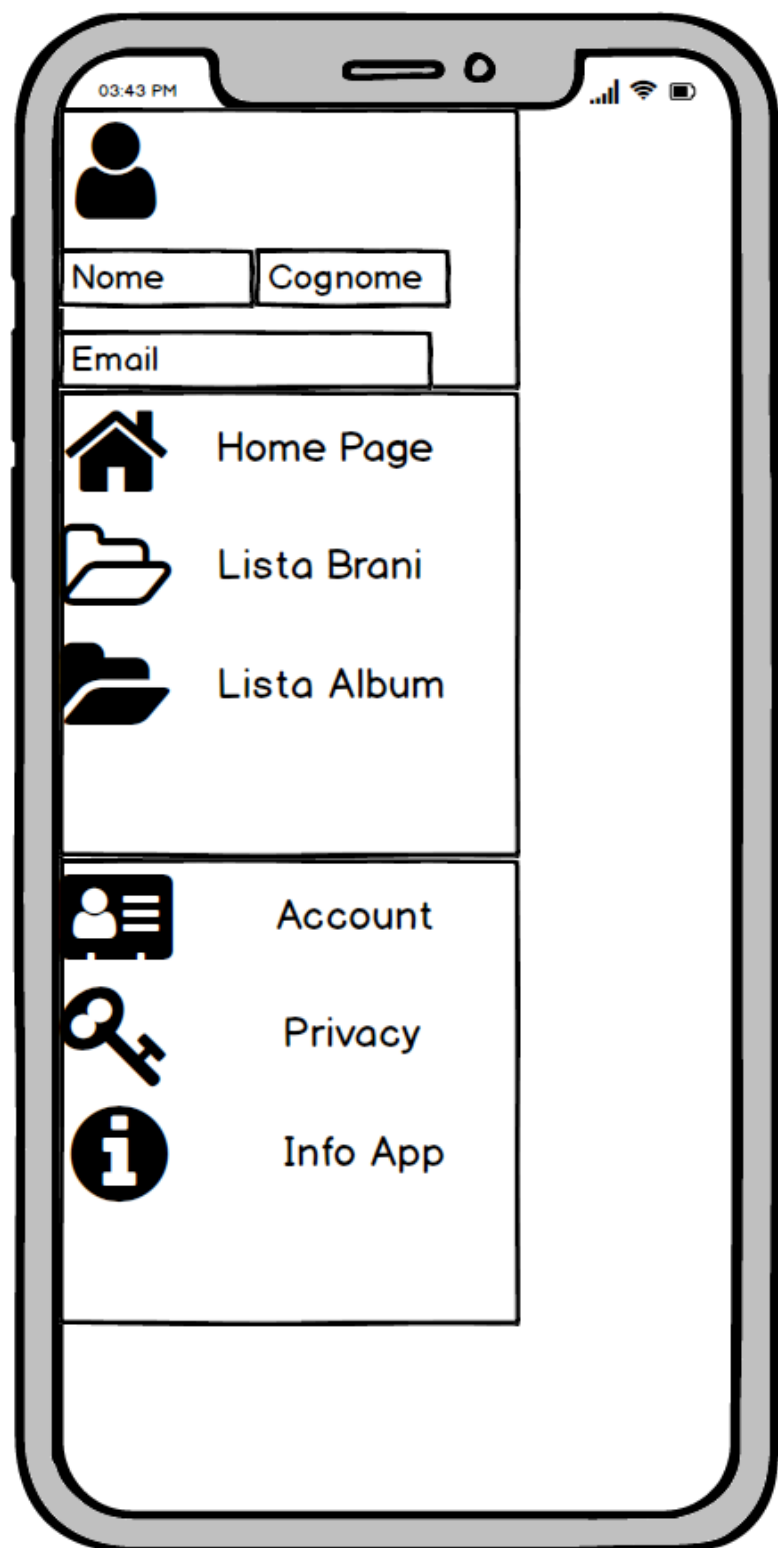 03:43 PM
Nome Cognome
Email
Home Page
Lista Brani
Lista Album
Account
Privacy
Info App